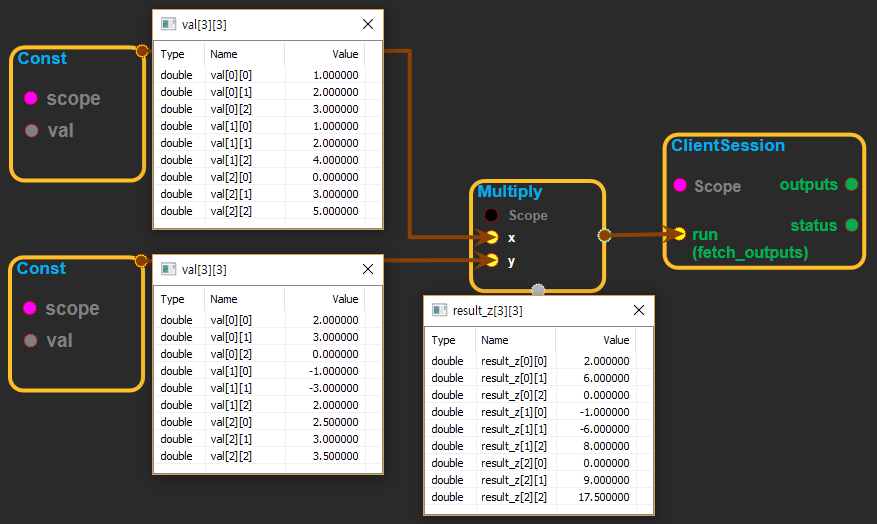 Const
scope
val
val[3][3]
Type Name Value
double val[0][0] 1.000000
double val[0][1] 2.000000
double val[0][2] 3.000000
double val[1][0] 1.000000
double val[1][1] 2.000000
double val[1][2] 4.000000
double val[2][0] 0.000000
double val[2][1] 3.000000
double val[2][2] 5.000000
Const
scope
val
val[3][3]
Type Name Value
double val[0][0] 2.000000
double val[0][1] 3.000000
double val[0][2] 0.000000
double val[1][0] -1.000000
double val[1][1] -3.000000
double val[1][2] 2.000000
double val[2][0] 2.500000
double val[2][1] 3.000000
double val[2][2] 3.500000
Multiply
Scope
x
y
result_z[3][3]
Type Name Value
double result_z[0][0] 2.000000
double result_z[0][1] 6.000000
double result_z[0][2] 0.000000
double result_z[1][0] -1.000000
double result_z[1][1] -6.000000
double result_z[1][2] 8.000000
double result_z[2][0] 0.000000
double result_z[2][1] 9.000000
double result_z[2][2] 17.500000
ClientSession
Scope outputs
status
run
(fetch_outputs)